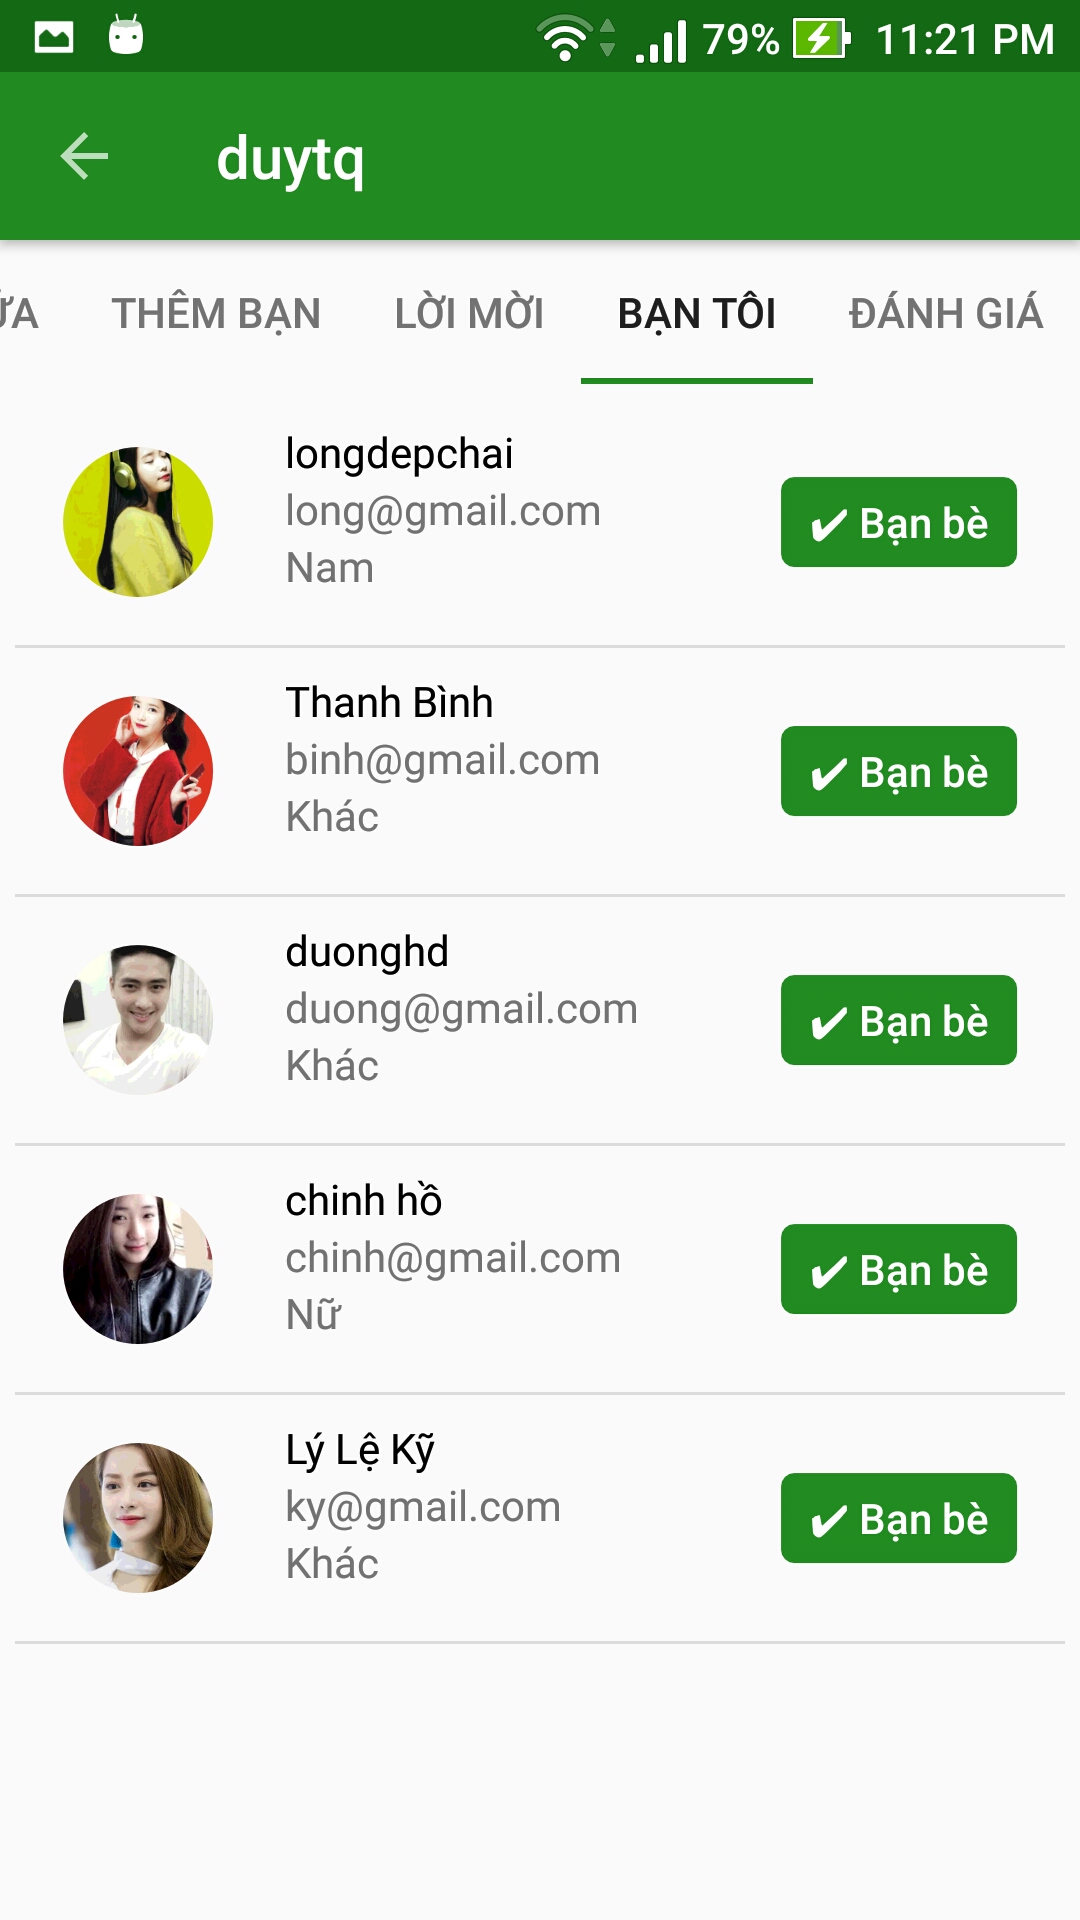 79% 11:21 PM
duytq
ỬA THÊM BẠN LỜI MỜI BẠN TÔI ĐÁNH GIÁ
longdepchai
long@gmail.com
Nam
✔ Bạn bè
Thanh Bình
binh@gmail.com
Khác
✔ Bạn bè
duonghd
duong@gmail.com
Khác
✔ Bạn bè
chinh hồ
chinh@gmail.com
Nữ
✔ Bạn bè
Lý Lệ Kỹ
ky@gmail.com
Khác
✔ Bạn bè